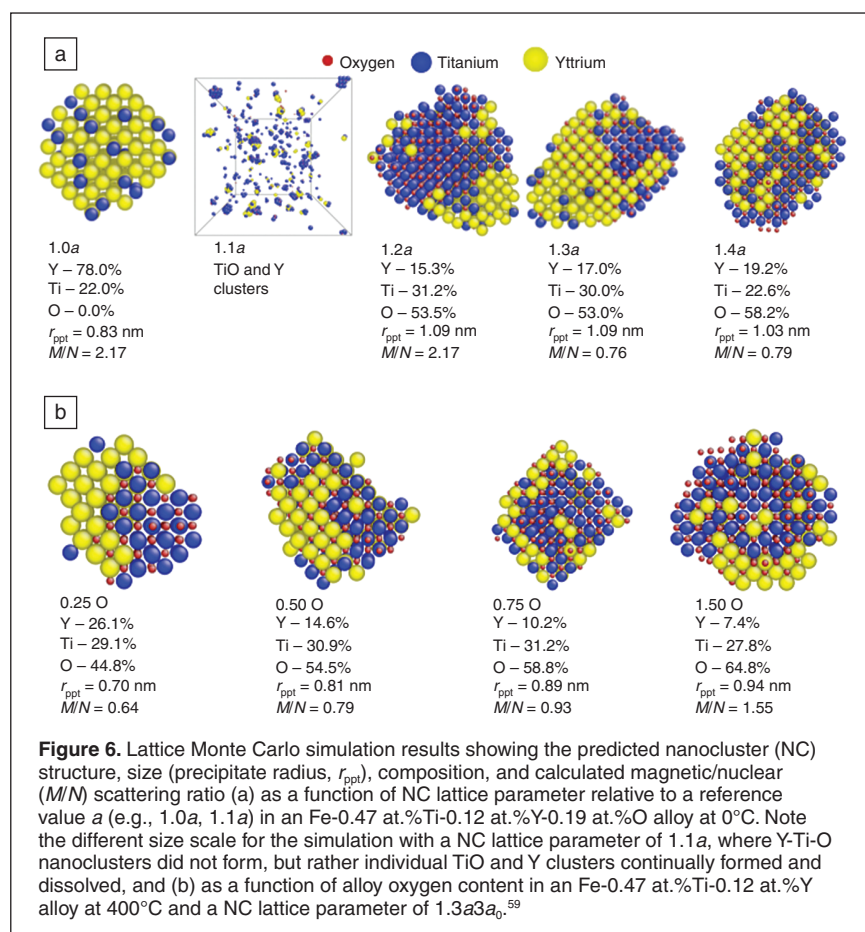 a
Oxygen Titanium Yttrium
1.0a
Y – 78.0%
Ti – 22.0%
O – 0.0%
rppt = 0.83 nm
M/N = 2.17
1.1a
TiO and Y
clusters
1.2a
Y – 15.3%
Ti – 31.2%
O – 53.5%
rppt = 1.09 nm
M/N = 2.17
1.3a
Y – 17.0%
Ti – 30.0%
O – 53.0%
rppt = 1.09 nm
M/N = 0.76
1.4a
Y – 19.2%
Ti – 22.6%
O – 58.2%
rppt = 1.03 nm
M/N = 0.79
b
0.25 O
Y – 26.1%
Ti – 29.1%
O – 44.8%
rppt = 0.70 nm
M/N = 0.64
0.50 O
Y – 14.6%
Ti – 30.9%
O – 54.5%
rppt = 0.81 nm
M/N = 0.79
0.75 O
Y – 10.2%
Ti – 31.2%
O – 58.8%
rppt = 0.89 nm
M/N = 0.93
1.50 O
Y – 7.4%
Ti – 27.8%
O – 64.8%
rppt = 0.94 nm
M/N = 1.55
Figure 6. Lattice Monte Carlo simulation results showing the predicted nanocluster (NC)
structure, size (precipitate radius, rppt), composition, and calculated magnetic/nuclear
(M/N) scattering ratio (a) as a function of NC lattice parameter relative to a reference
value a (e.g., 1.0a, 1.1a) in an Fe-0.47 at.%Ti-0.12 at.%Y-0.19 at.%O alloy at 0°C. Note
the different size scale for the simulation with a NC lattice parameter of 1.1a, where Y-Ti-O
nanoclusters did not form, but rather individual TiO and Y clusters continually formed and
dissolved, and (b) as a function of alloy oxygen content in an Fe-0.47 at.%Ti-0.12 at.%Y
alloy at 400°C and a NC lattice parameter of 1.3a3a₀.⁵⁹